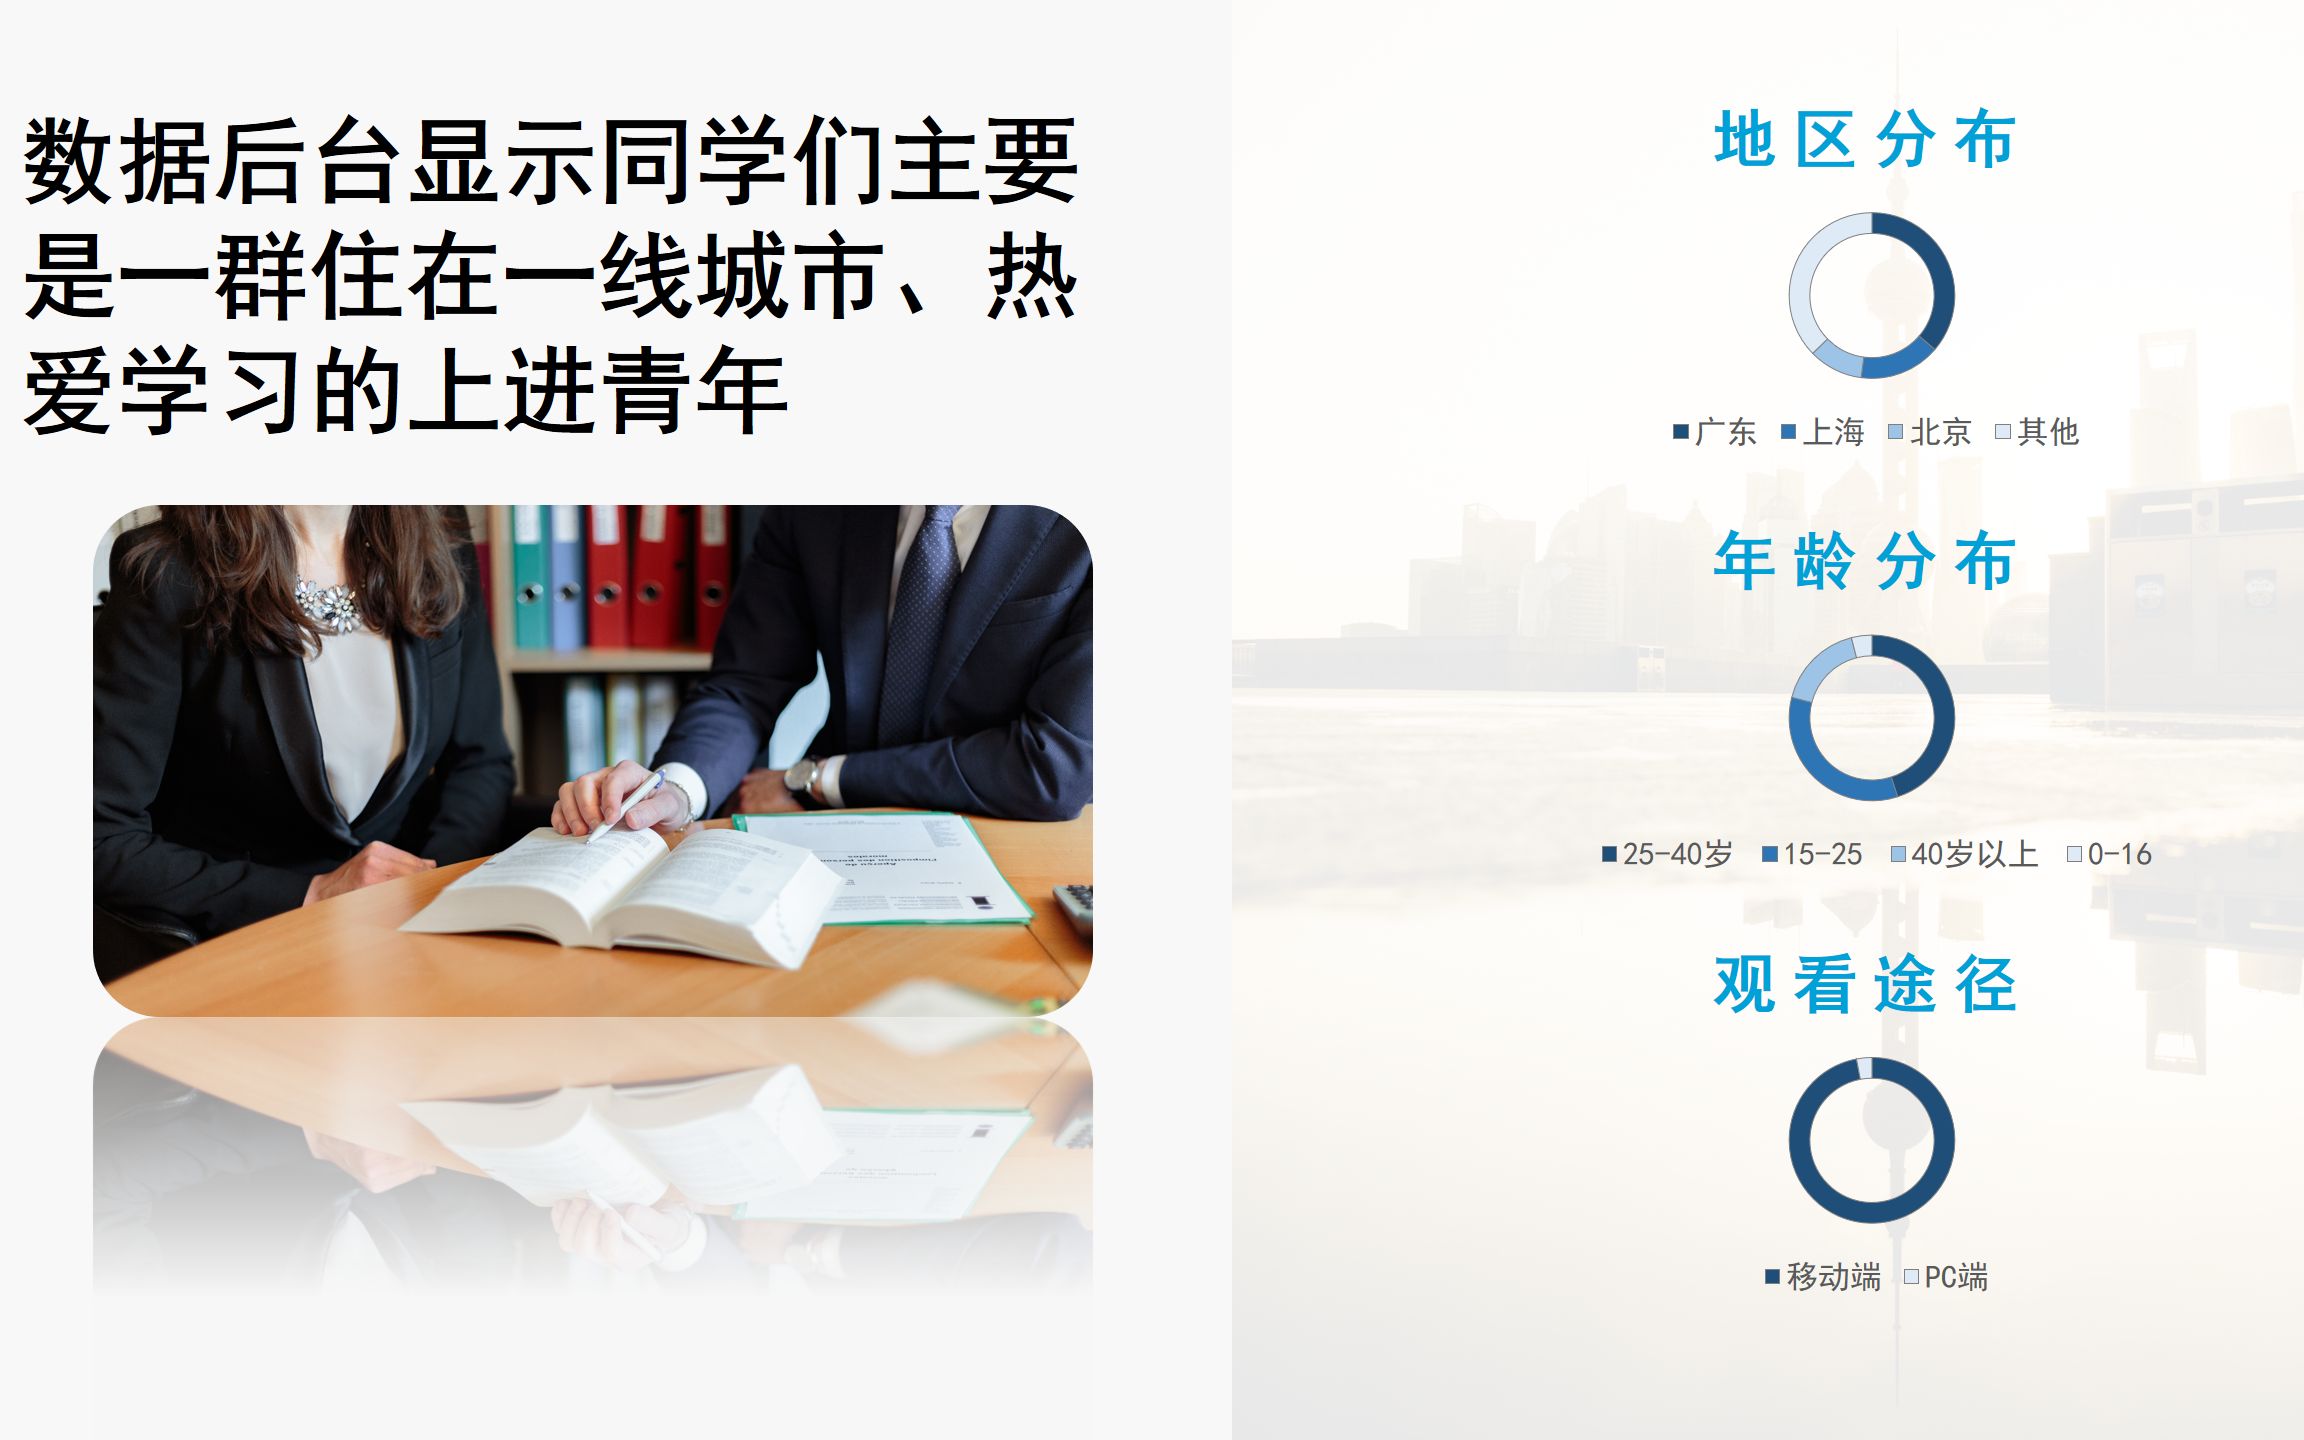 数据后台显示同学们主要
是一群住在一线城市、热
爱学习的上进青年
地区分布
广东 上海 北京 其他
年龄分布
25-40岁 15-25 40岁以上 0-16
观看途径
移动端 PC端